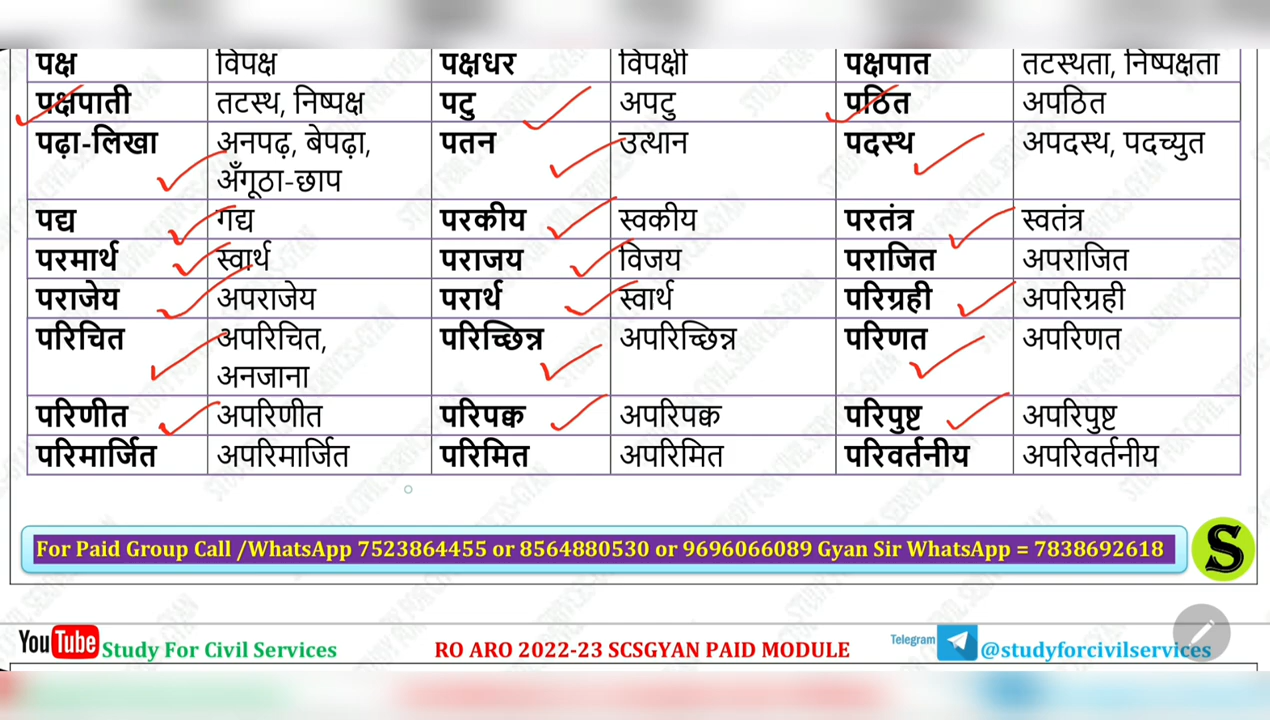 पक्ष विपक्ष पक्षधर विपक्षी पक्षपात तटस्थता, निष्पक्षता
पक्षपाती तटस्थ, निष्पक्ष पटु अपटु पठित अपठित
पढ़ा-लिखा अनपढ़, बेपढ़ा, पतन उत्थान पदस्थ अपदस्थ, पदच्युत
अँगूठा-छाप
पद्य गद्य परकीय स्वकीय परतंत्र स्वतंत्र
परमार्थ स्वार्थ पराजय विजय पराजित अपराजित
पराजेय अपराजेय परार्थ स्वार्थ परिग्रही अपरिग्रही
परिचित अपरिचित, परिच्छिन्न अपरिच्छिन्न परिणत अपरिणत
अनजाना
परिणीत अपरिणीत परिपक्व अपरिपक्व परिपुष्ट अपरिपुष्ट
परिमार्जित अपरिमार्जित परिमित अपरिमित परिवर्तनीय अपरिवर्तनीय
For Paid Group Call /WhatsApp 7523864455 or 8564880530 or 9696066089 Gyan Sir WhatsApp = 7838692618
S
YouTube Study For Civil Services RO ARO 2022-23 SCSGYAN PAID MODULE Telegram @studyforcivilservices